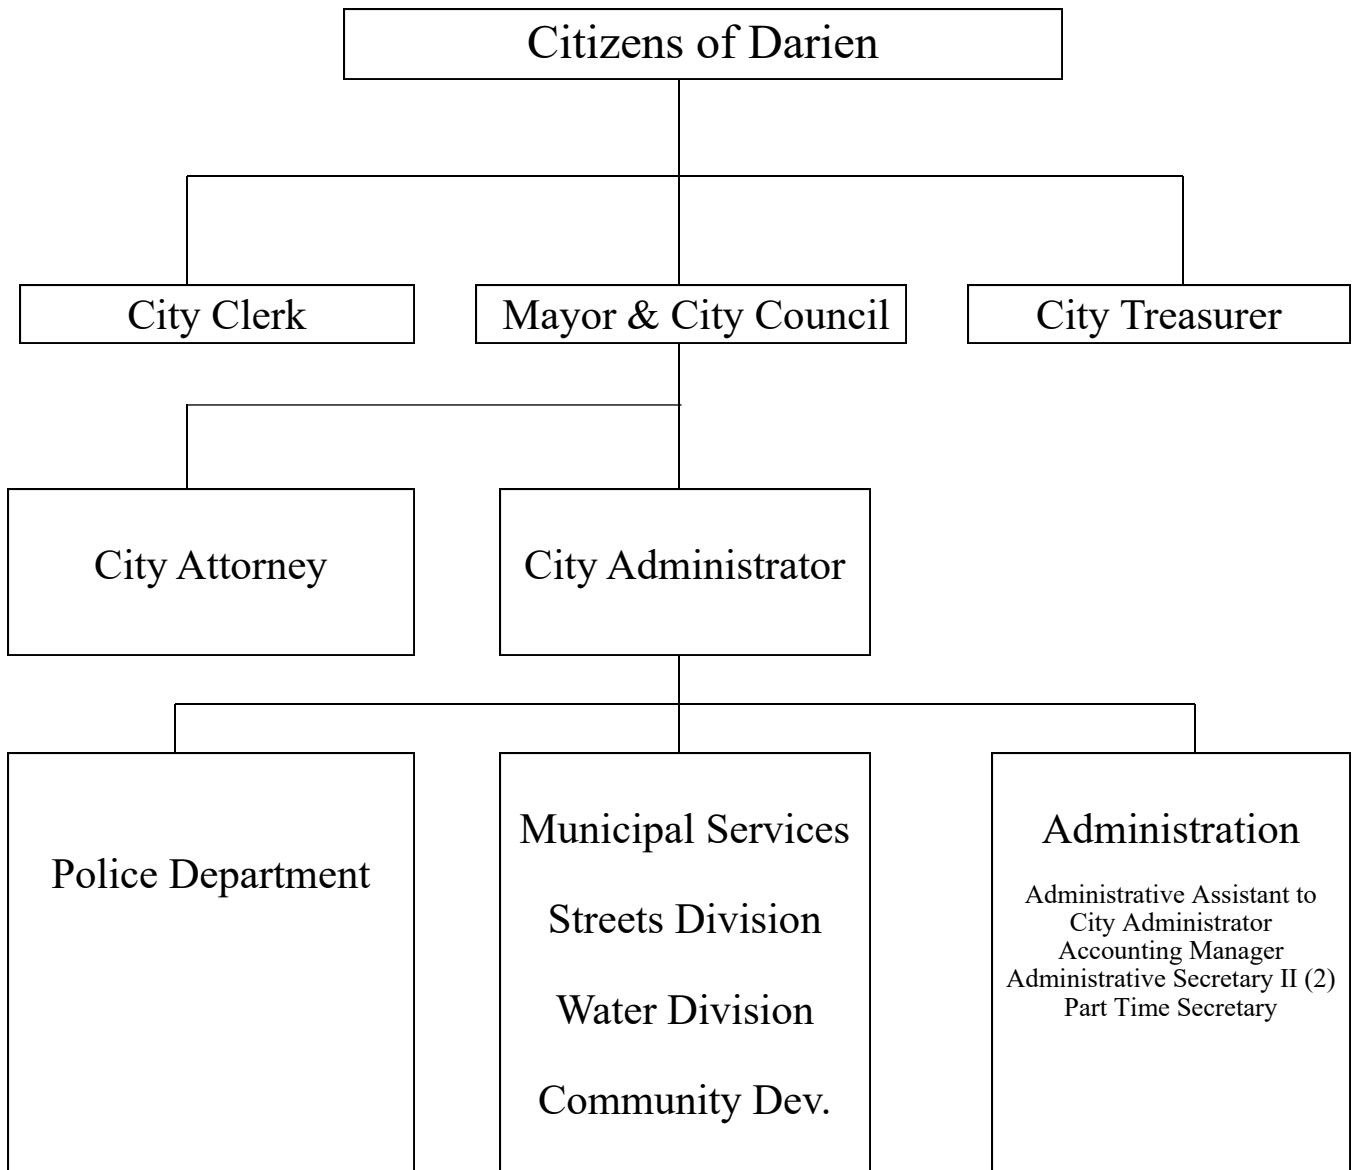 Citizens of Darien
City Clerk
Mayor & City Council
City Treasurer
City Attorney
City Administrator
Police Department
Municipal Services
Streets Division
Water Division
Community Dev.
Administration
Administrative Assistant to
City Administrator
Accounting Manager
Administrative Secretary II (2)
Part Time Secretary